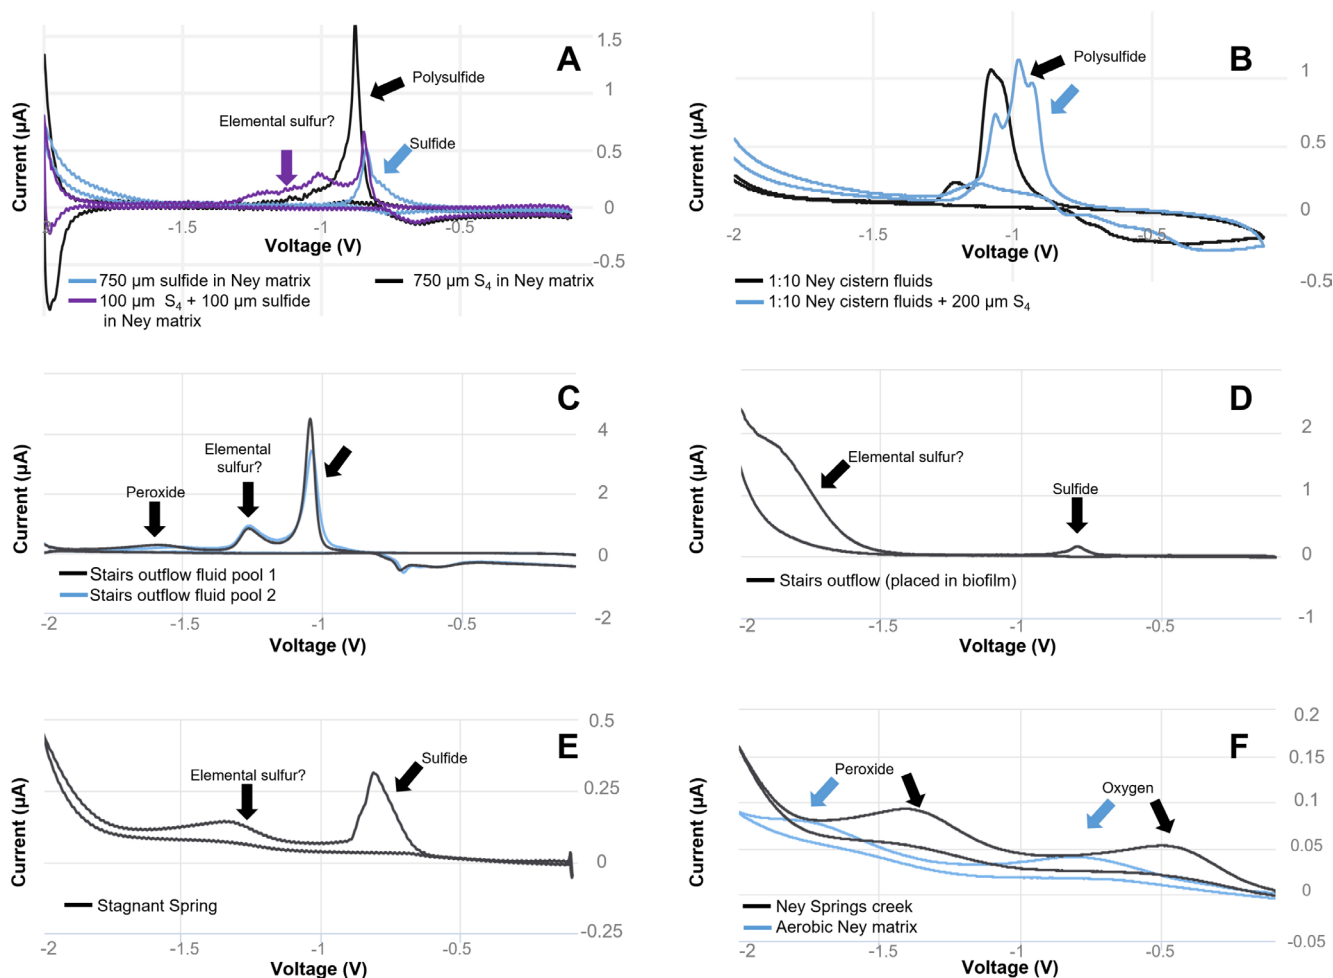 A
1.5
1
0.5
0
-0.5
Current (µA)
Polysulfide
Elemental sulfur?
Sulfide
-2
-1.5
-1
-0.5
Voltage (V)
750 µm sulfide in Ney matrix
750 µm S₄ in Ney matrix
100 µm S₄ + 100 µm sulfide
in Ney matrix
B
1
0.5
0
-0.5
Current (µA)
Polysulfide
-2
-1.5
-1
-0.5
Voltage (V)
1:10 Ney cistern fluids
1:10 Ney cistern fluids + 200 µm S₄
C
4
2
0
-2
Current (µA)
Elemental
sulfur?
Peroxide
Stairs outflow fluid pool 1
Stairs outflow fluid pool 2
-2
-1.5
-1
-0.5
Voltage (V)
D
2
1
0
-1
Current (µA)
Elemental sulfur?
Sulfide
Stairs outflow (placed in biofilm)
-2
-1.5
-1
-0.5
Voltage (V)
E
0.5
0.25
0
-0.25
Current (µA)
Elemental sulfur?
Sulfide
Stagnant Spring
-2
-1.5
-1
-0.5
Voltage (V)
F
0.2
0.15
0.1
0.05
0
-0.05
Current (µA)
Peroxide
Oxygen
Ney Springs creek
Aerobic Ney matrix
-2
-1.5
-1
-0.5
Voltage (V)